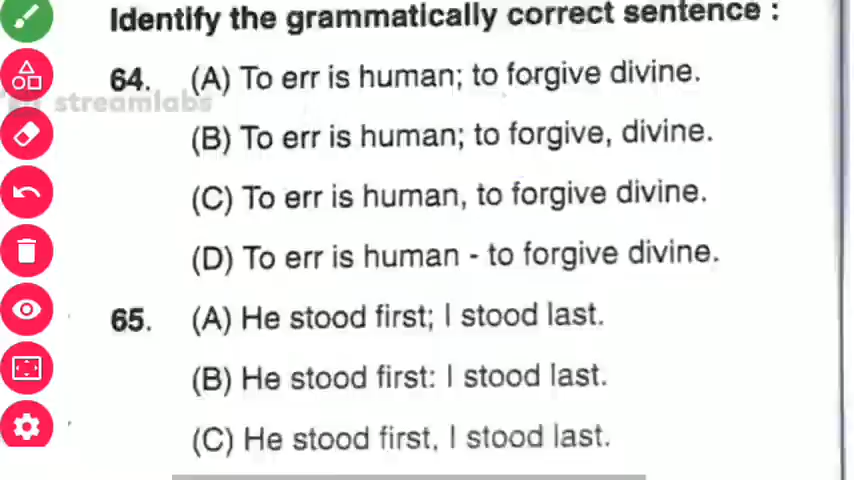 Identify the grammatically correct sentence :
64. (A) To err is human; to forgive divine.
streamlabs
(B) To err is human; to forgive, divine.
(C) To err is human, to forgive divine.
(D) To err is human - to forgive divine.
65. (A) He stood first; I stood last.
(B) He stood first: I stood last.
(C) He stood first, I stood last.